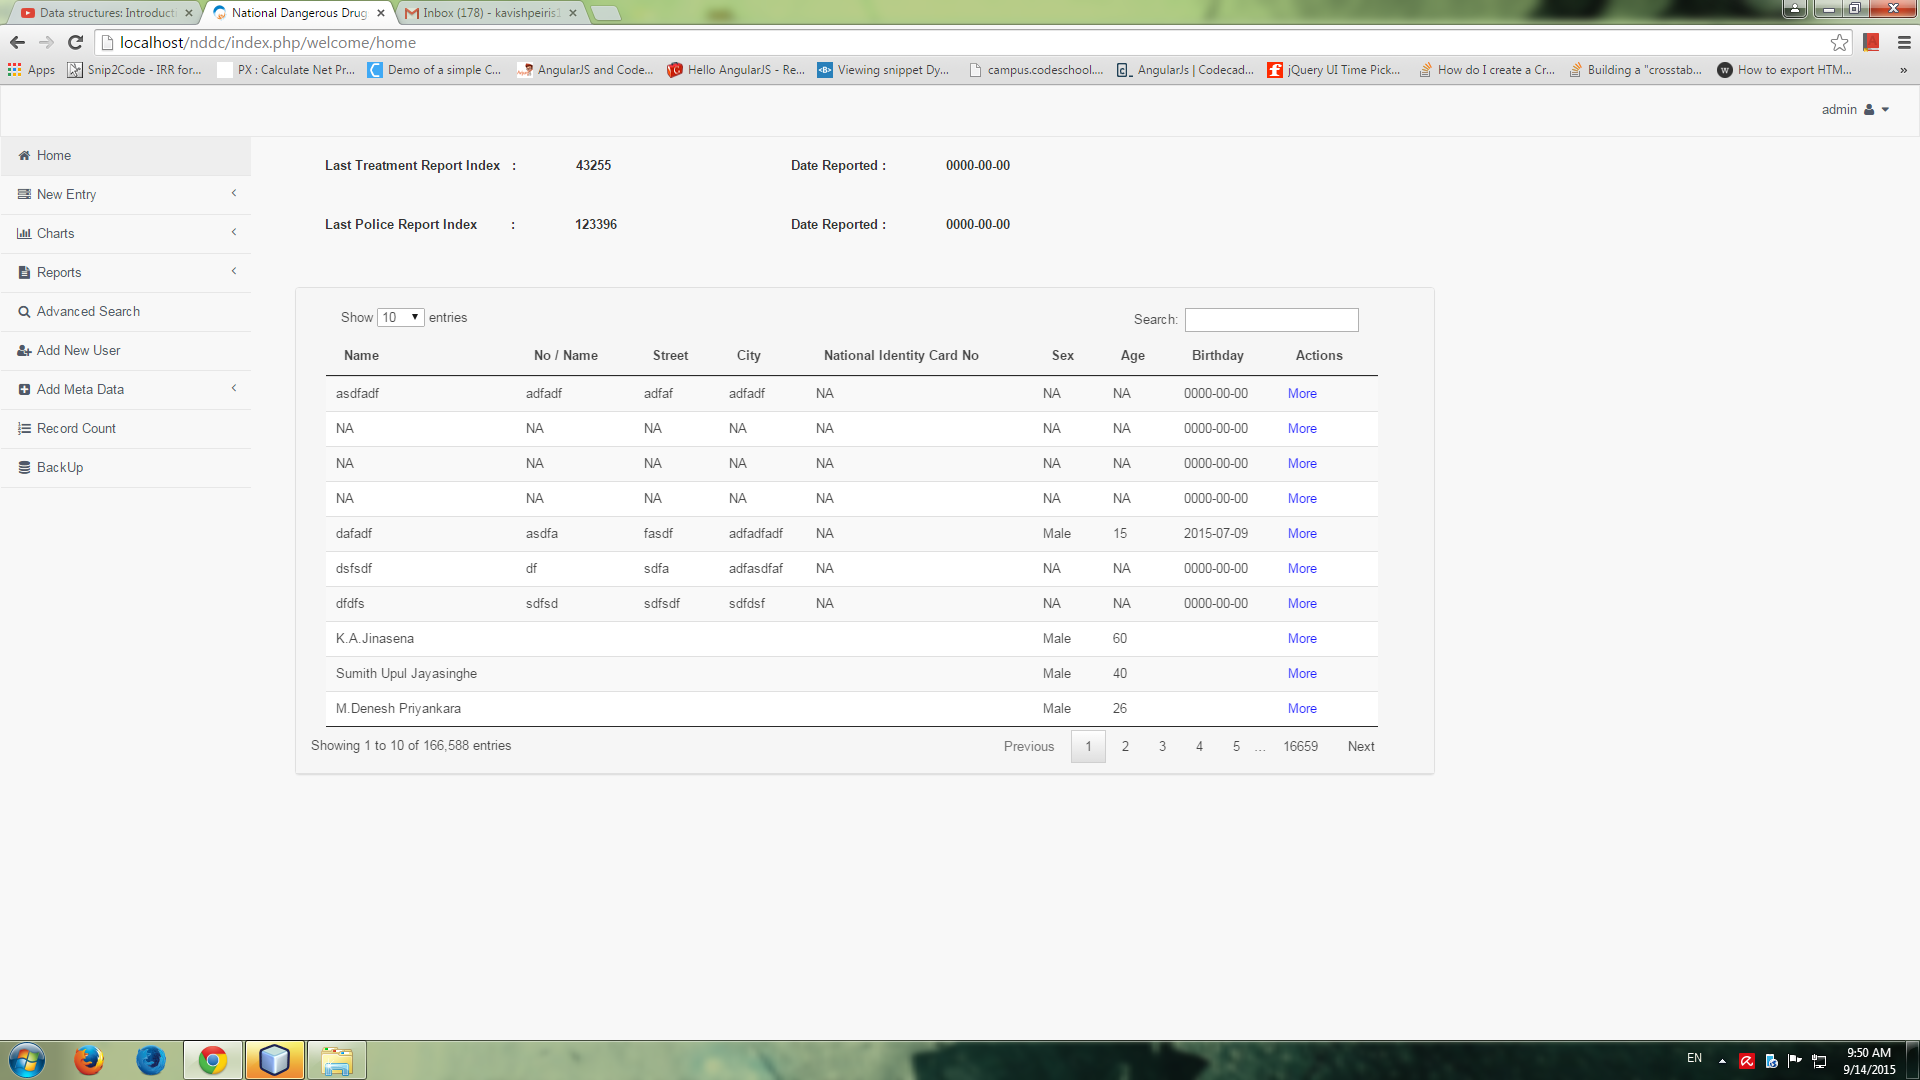 Data structures: Introducti
National Dangerous Drug
Inbox (178) - kavishpeiris1
localhost/nddc/index.php/welcome/home
Apps Snip2Code - IRR for... PX : Calculate Net Pr... Demo of a simple C... AngularJS and Code... Hello AngularJS - Re... Viewing snippet Dy... campus.codeschool.... AngularJs | Codecad... jQuery UI Time Pick... How do I create a Cr... Building a "crosstab... How to export HTM... »
admin
Home
New Entry
Charts
Reports
Advanced Search
Add New User
Add Meta Data
Record Count
BackUp
Last Treatment Report Index : 43255 Date Reported : 0000-00-00
Last Police Report Index : 123396 Date Reported : 0000-00-00
Show 10 entries Search:
Name No / Name Street City National Identity Card No Sex Age Birthday Actions
asdfadf adfadf adfaf adfadf NA NA NA 0000-00-00 More
NA NA NA NA NA NA NA 0000-00-00 More
NA NA NA NA NA NA NA 0000-00-00 More
NA NA NA NA NA NA NA 0000-00-00 More
dafadf asdfa fasdf adfadfadf NA Male 15 2015-07-09 More
dsfsdf df sdfa adfasdfaf NA NA NA 0000-00-00 More
dfdfs sdfsd sdfsdf sdfdsf NA NA NA 0000-00-00 More
K.A.Jinasena Male 60 More
Sumith Upul Jayasinghe Male 40 More
M.Denesh Priyankara Male 26 More
Showing 1 to 10 of 166,588 entries Previous 1 2 3 4 5 … 16659 Next
EN
9:50 AM
9/14/2015